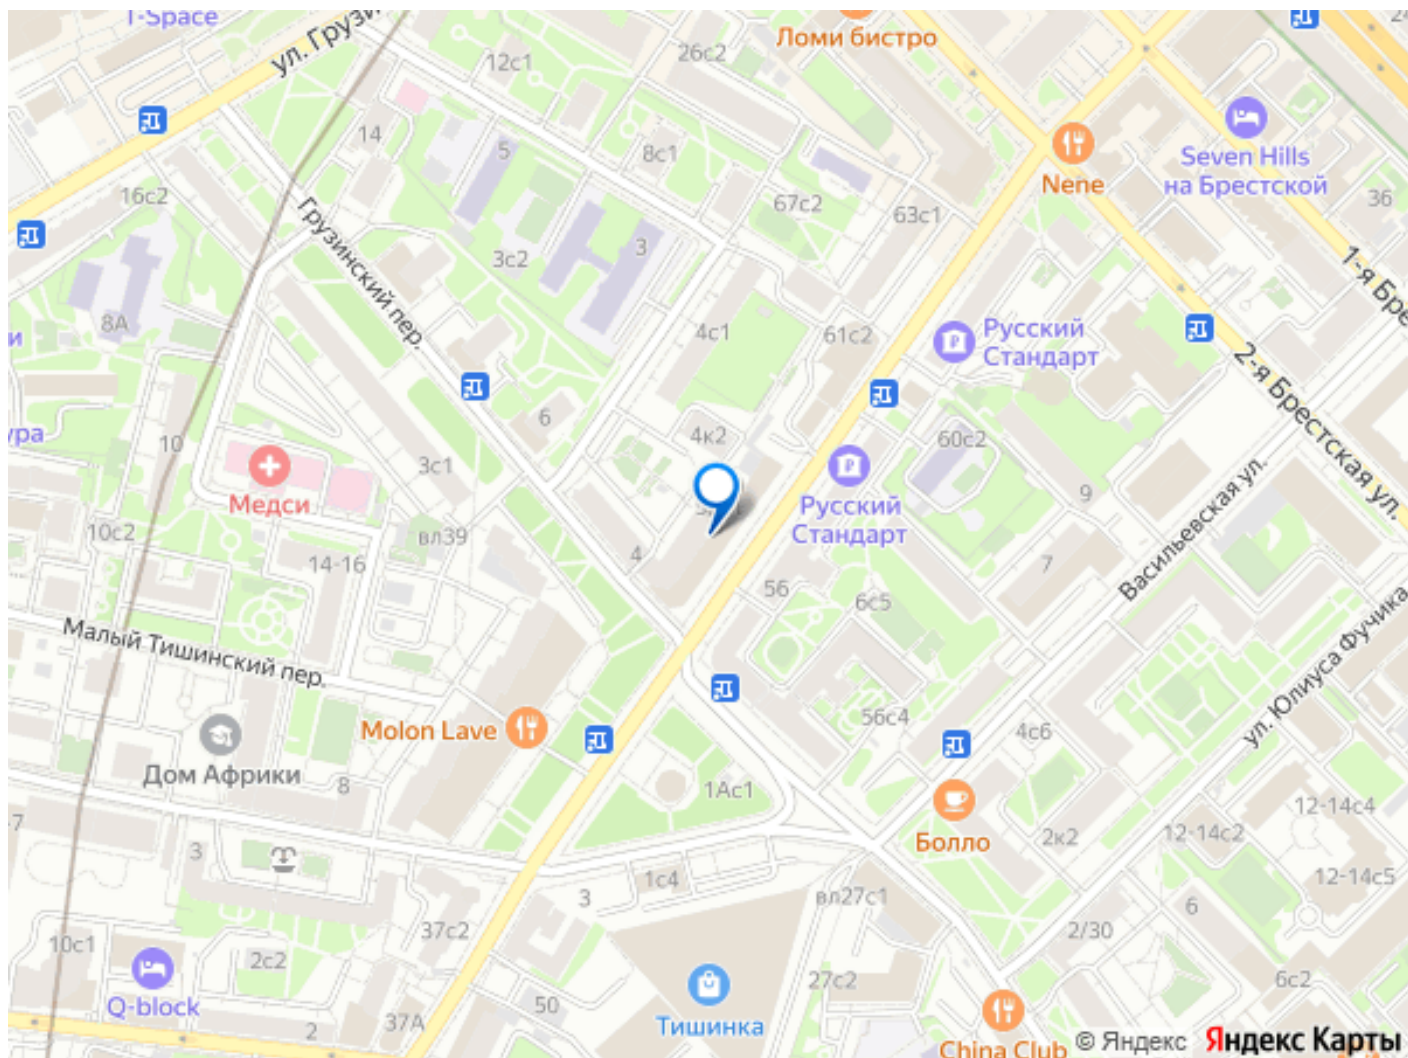 T-Space
ул. Грузи
Ломи бистро
24
12с1
26с2
14
5
8с1
Seven Hills
на Брестской
Nene
36
16с2
67с2
63с1
Грузинский пер.
3
3с2
1-я Бре
8А
и
4с1
61с2
Русский
Стандарт
2-я Брестская ул.
6
ура
10
4к2
60с2
3с1
Медси
Васильевская ул.
9
Русский
Стандарт
10с2
вл39
14-16
4
7
56
6с5
ул. Юлиуса Фучика
Малый Тишинский пер.
Molon Lave
56с4
4с6
Дом Африки
8
1Ас1
12-14с4
-7
Болло
2к2
12-14с2
3
1с4
3
вл27с1
12-14с5
6
37с2
2/30
10с1
2с2
27с2
6с2
Q-block
50
37А
2
Тишинка
China Club
© Яндекс Яндекс Карты